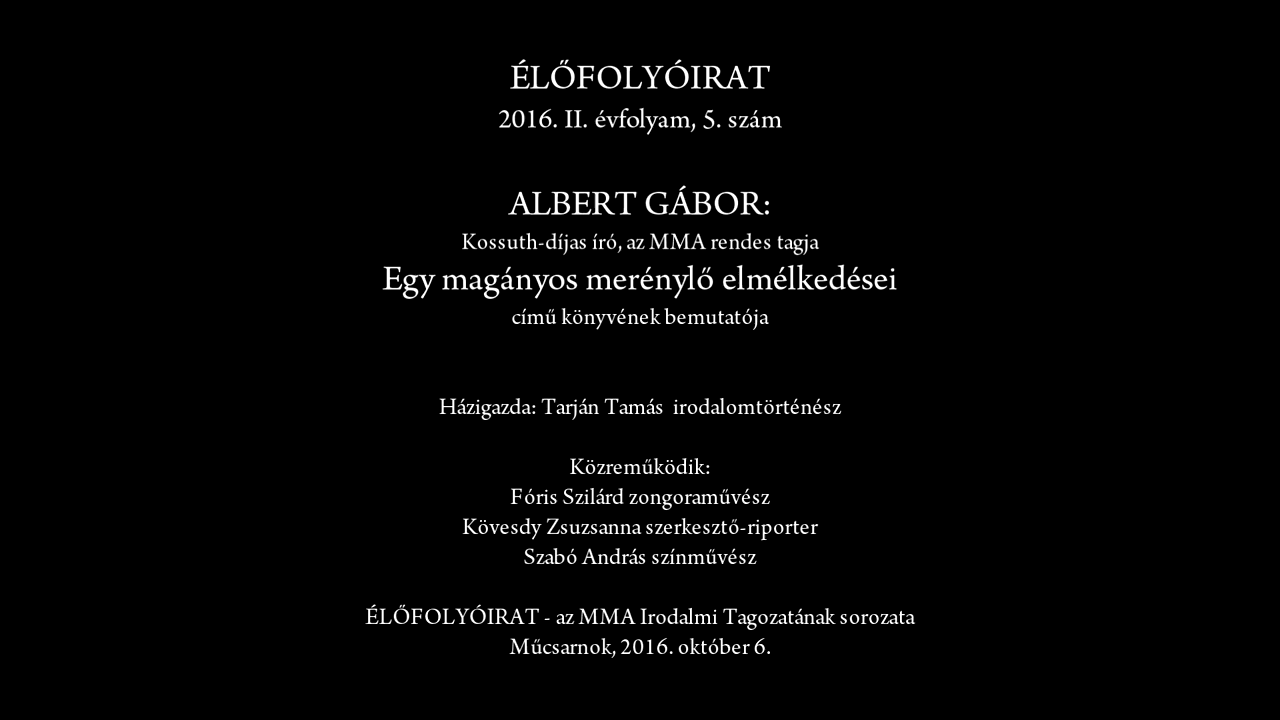 ÉLŐFOLYÓIRAT
2016. II. évfolyam, 5. szám
ALBERT GÁBOR:
Kossuth-díjas író, az MMA rendes tagja
Egy magányos merénylő elmélkedései
című könyvének bemutatója
Házigazda: Tarján Tamás  irodalomtörténész
Közreműködik:
Fóris Szilárd zongoraművész
Kövesdy Zsuzsanna szerkesztő-riporter
Szabó András színművész
ÉLŐFOLYÓIRAT - az MMA Irodalmi Tagozatának sorozata
Műcsarnok, 2016. október 6.